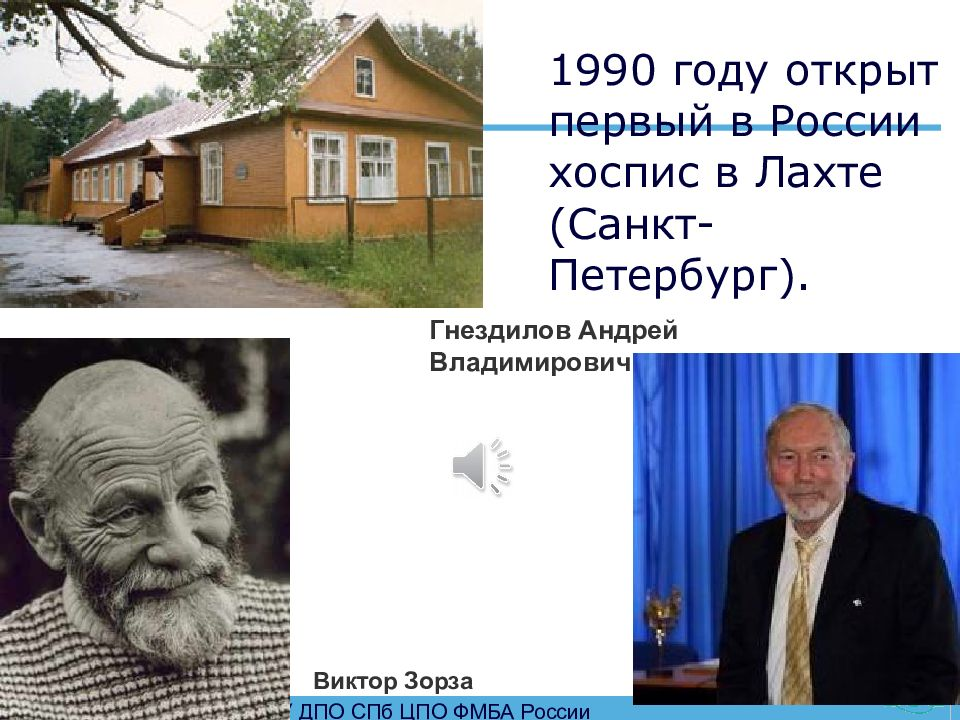 1990 году открыт
первый в России
хоспис в Лахте
(Санкт-
Петербург).
Гнездилов Андрей
Владимирович
Виктор Зорза
ДПО СПб ЦПО ФМБА России